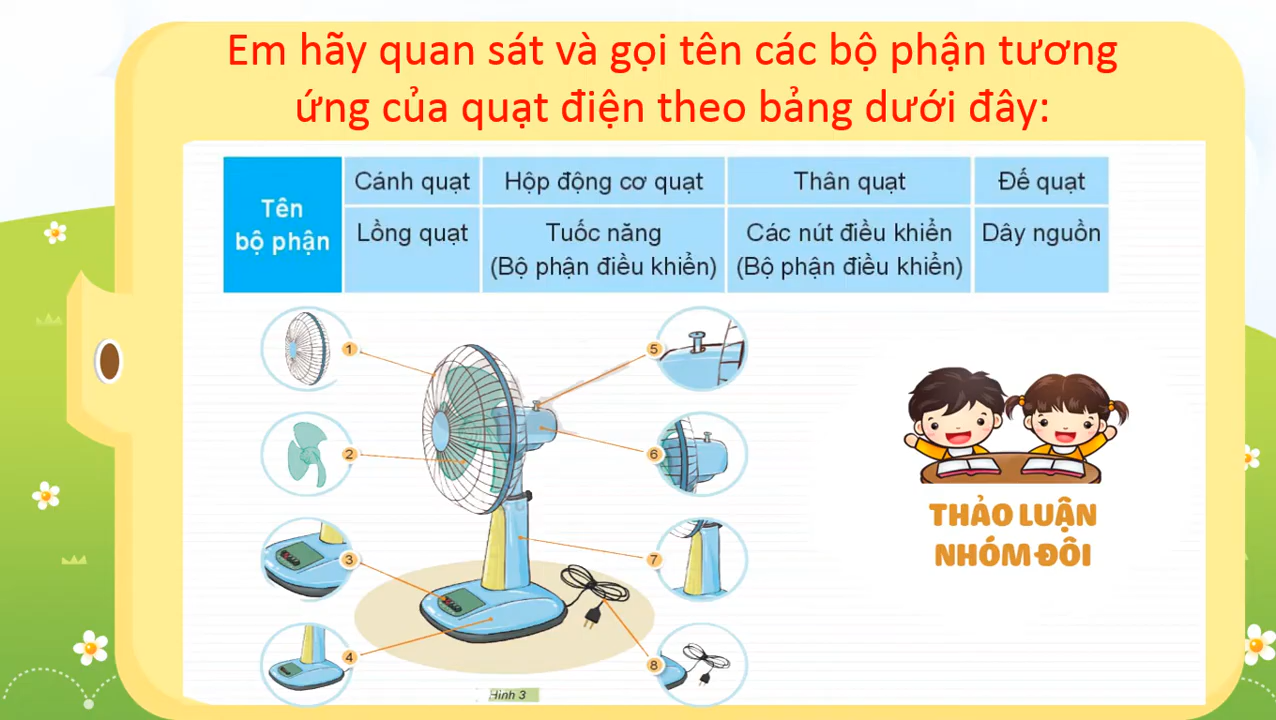 Em hãy quan sát và gọi tên các bộ phận tương
ứng của quạt điện theo bảng dưới đây:
Tên
bộ phận
Cánh quạt
Hộp động cơ quạt
Thân quạt
Đế quạt
Lồng quạt
Tuốc năng
(Bộ phận điều khiển)
Các nút điều khiển
(Bộ phận điều khiển)
Dây nguồn
1
2
3
4
5
6
7
8
Hình 3
THẢO LUẬN
NHÓM ĐÔI